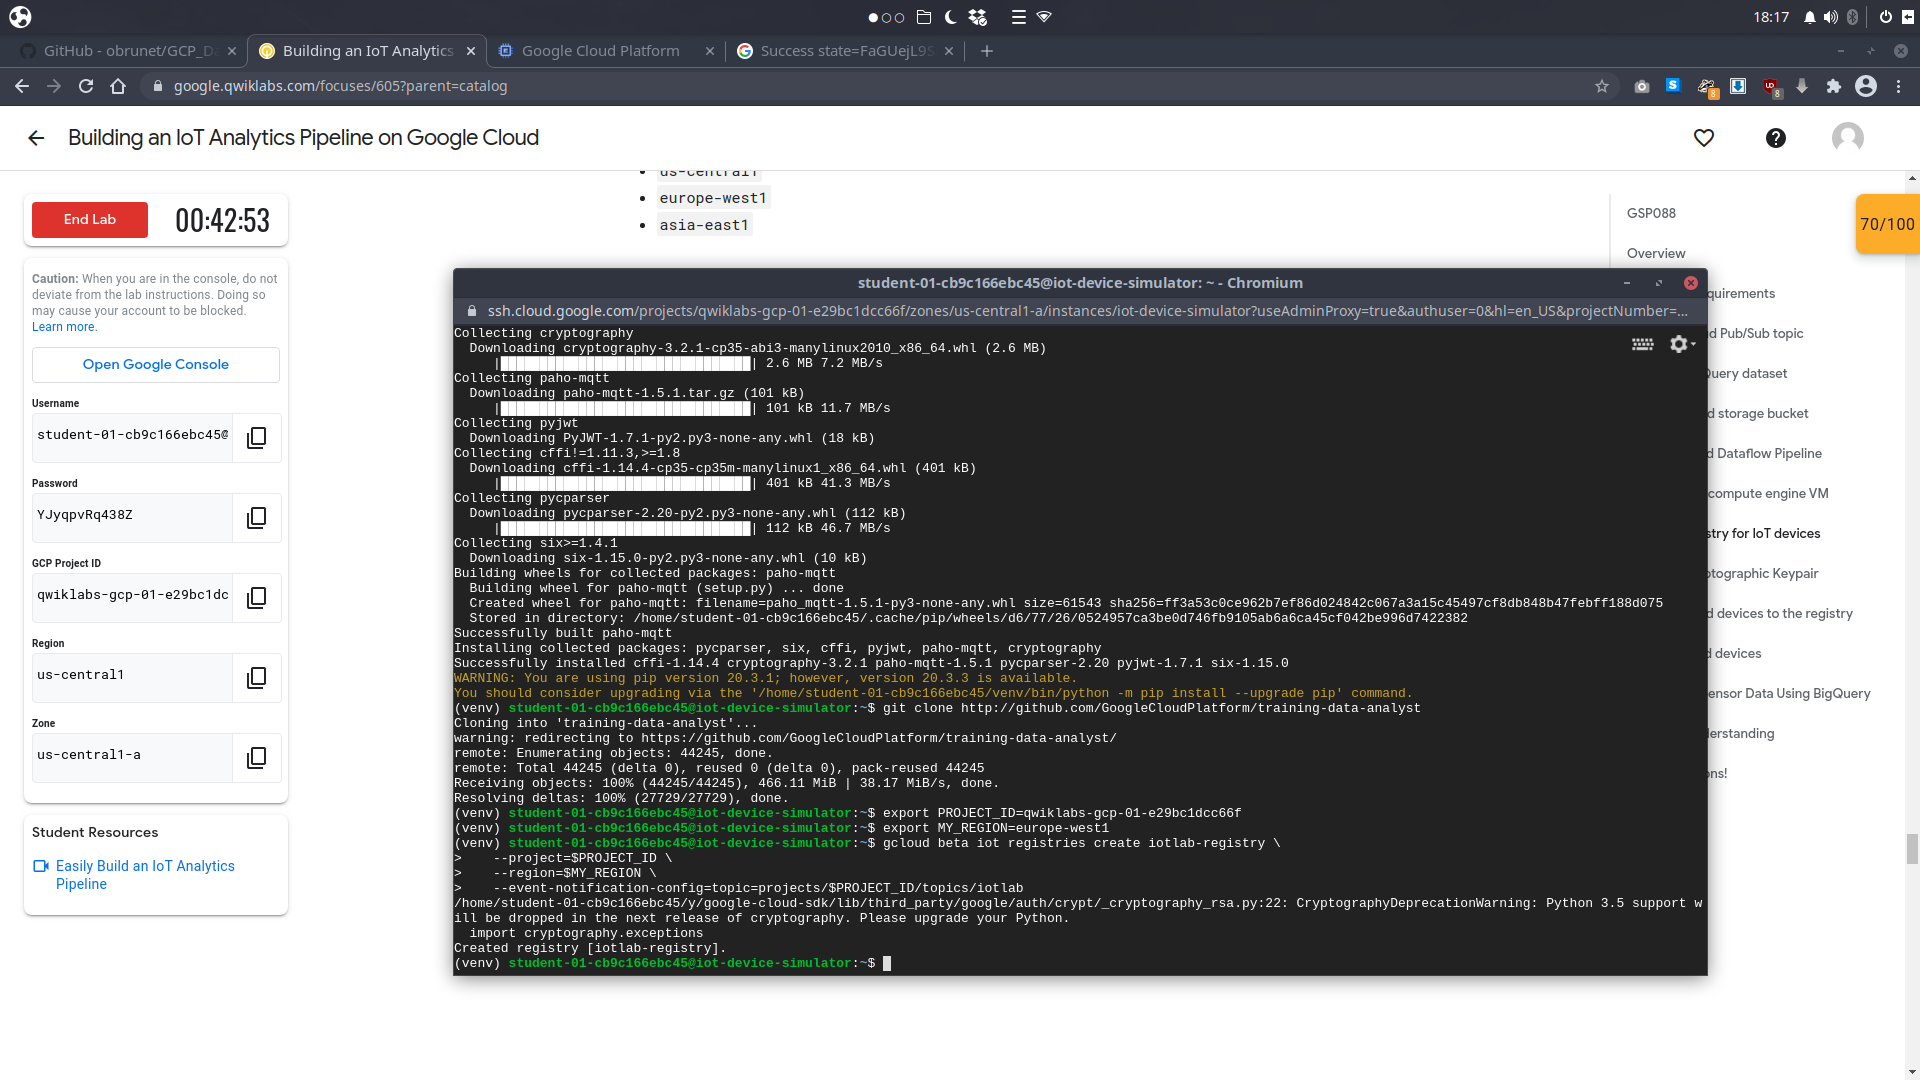 18:17
GitHub - obrunet/GCP_Da
Building an IoT Analytics
Google Cloud Platform
Success state=FaGUejL9S
google.qwiklabs.com/focuses/605?parent=catalog
Building an IoT Analytics Pipeline on Google Cloud
us-central1
europe-west1
asia-east1
End Lab
00:42:53
Caution: When you are in the console, do not
deviate from the lab instructions. Doing so
may cause your account to be blocked.
Learn more.
Open Google Console
Username
student-01-cb9c166ebc45@
Password
YJyqpvRq438Z
GCP Project ID
qwiklabs-gcp-01-e29bc1dc
Region
us-central1
Zone
us-central1-a
Student Resources
Easily Build an IoT Analytics
Pipeline
student-01-cb9c166ebc45@iot-device-simulator: ~ - Chromium
ssh.cloud.google.com/projects/qwiklabs-gcp-01-e29bc1dcc66f/zones/us-central1-a/instances/iot-device-simulator?useAdminProxy=true&authuser=0&hl=en_US&projectNumber=...
Collecting cryptography
Downloading cryptography-3.2.1-cp35-abi3-manylinux2010_x86_64.whl (2.6 MB)
| | 2.6 MB 7.2 MB/s
Collecting paho-mqtt
Downloading paho-mqtt-1.5.1.tar.gz (101 kB)
| | 101 kB 11.7 MB/s
Collecting pyjwt
Downloading PyJWT-1.7.1-py2.py3-none-any.whl (18 kB)
Collecting cffi!=1.11.3,>=1.8
Downloading cffi-1.14.4-cp35-cp35m-manylinux1_x86_64.whl (401 kB)
| | 401 kB 41.3 MB/s
Collecting pycparser
Downloading pycparser-2.20-py2.py3-none-any.whl (112 kB)
| | 112 kB 46.7 MB/s
Collecting six>=1.4.1
Downloading six-1.15.0-py2.py3-none-any.whl (10 kB)
Building wheels for collected packages: paho-mqtt
Building wheel for paho-mqtt (setup.py) ... done
Created wheel for paho-mqtt: filename=paho_mqtt-1.5.1-py3-none-any.whl size=61543 sha256=ff3a53c0ce962b7ef86d024842c067a3a15c45497cf8db848b47febff188d075
Stored in directory: /home/student-01-cb9c166ebc45/.cache/pip/wheels/d6/77/26/0524957ca3be0d746fb9105ab6a6ca45cf042be996d7422382
Successfully built paho-mqtt
Installing collected packages: pycparser, six, cffi, pyjwt, paho-mqtt, cryptography
Successfully installed cffi-1.14.4 cryptography-3.2.1 paho-mqtt-1.5.1 pycparser-2.20 pyjwt-1.7.1 six-1.15.0
WARNING: You are using pip version 20.3.1; however, version 20.3.3 is available.
You should consider upgrading via the '/home/student-01-cb9c166ebc45/venv/bin/python -m pip install --upgrade pip' command.
(venv) student-01-cb9c166ebc45@iot-device-simulator:~$ git clone http://github.com/GoogleCloudPlatform/training-data-analyst
Cloning into 'training-data-analyst'...
warning: redirecting to https://github.com/GoogleCloudPlatform/training-data-analyst/
remote: Enumerating objects: 44245, done.
remote: Total 44245 (delta 0), reused 0 (delta 0), pack-reused 44245
Receiving objects: 100% (44245/44245), 466.11 MiB | 38.17 MiB/s, done.
Resolving deltas: 100% (27729/27729), done.
(venv) student-01-cb9c166ebc45@iot-device-simulator:~$ export PROJECT_ID=qwiklabs-gcp-01-e29bc1dcc66f
(venv) student-01-cb9c166ebc45@iot-device-simulator:~$ export MY_REGION=europe-west1
(venv) student-01-cb9c166ebc45@iot-device-simulator:~$ gcloud beta iot registries create iotlab-registry \
> --project=$PROJECT_ID \
> --region=$MY_REGION \
> --event-notification-config=topic=projects/$PROJECT_ID/topics/iotlab
/home/student-01-cb9c166ebc45/y/google-cloud-sdk/lib/third_party/google/auth/crypt/_cryptography_rsa.py:22: CryptographyDeprecationWarning: Python 3.5 support w
ill be dropped in the next release of cryptography. Please upgrade your Python.
import cryptography.exceptions
Created registry [iotlab-registry].
(venv) student-01-cb9c166ebc45@iot-device-simulator:~$
GSP088
Overview
quirements
d Pub/Sub topic
Query dataset
d storage bucket
d Dataflow Pipeline
compute engine VM
stry for IoT devices
otographic Keypair
d devices to the registry
d devices
ensor Data Using BigQuery
lerstanding
ons!
70/100